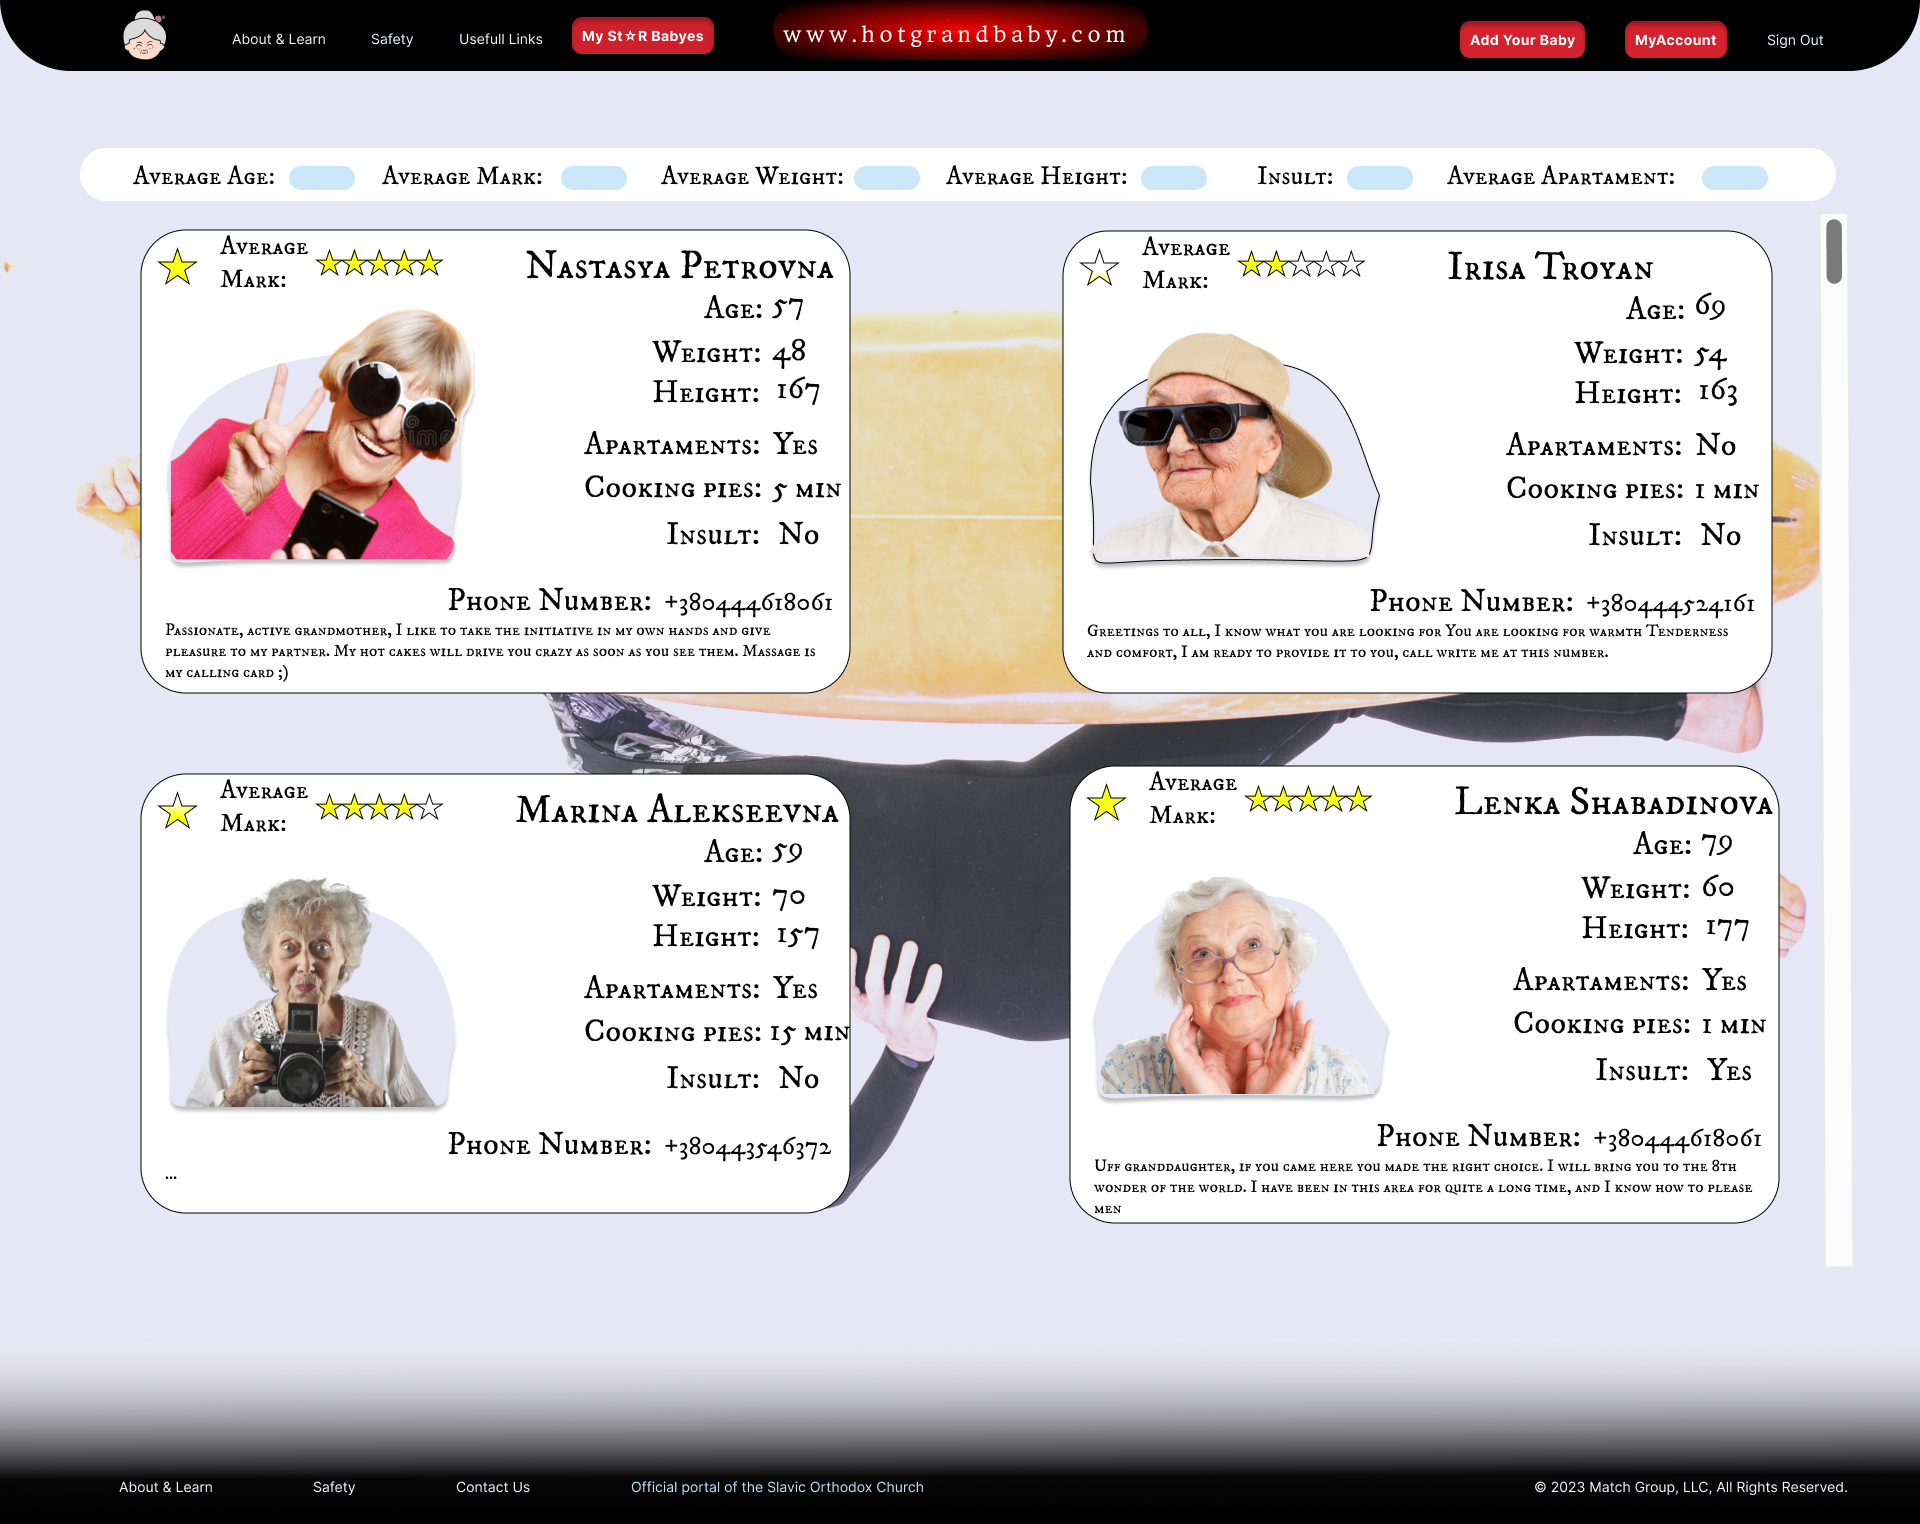 About & Learn
Safety
Usefull Links
My St☆R Babyes
www.hotgrandbaby.com
Add Your Baby
MyAccount
Sign Out
Average Age:
Average Mark:
Average Weight:
Average Height:
Insult:
Average Apartament:
Average
Mark:
Nastasya Petrovna
Age: 57
Weight: 48
Height: 167
Apartaments: Yes
Cooking pies: 5 min
Insult: No
Phone Number: +380444618061
Passionate, active grandmother, I like to take the initiative in my own hands and give
pleasure to my partner. My hot cakes will drive you crazy as soon as you see them. Massage is
my calling card ;)
Average
Mark:
Irisa Troyan
Age: 69
Weight: 54
Height: 163
Apartaments: No
Cooking pies: 1 min
Insult: No
Phone Number: +380444524161
Greetings to all, I know what you are looking for You are looking for warmth Tenderness
and comfort, I am ready to provide it to you, call write me at this number.
Average
Mark:
Marina Alekseevna
Age: 59
Weight: 70
Height: 157
Apartaments: Yes
Cooking pies: 15 min
Insult: No
Phone Number: +380443546372
...
Average
Mark:
Lenka Shabadinova
Age: 79
Weight: 60
Height: 177
Apartaments: Yes
Cooking pies: 1 min
Insult: Yes
Phone Number: +380444618061
Uff granddaughter, if you came here you made the right choice. I will bring you to the 8th
wonder of the world. I have been in this area for quite a long time, and I know how to please
men
About & Learn
Safety
Contact Us
Official portal of the Slavic Orthodox Church
© 2023 Match Group, LLC, All Rights Reserved.